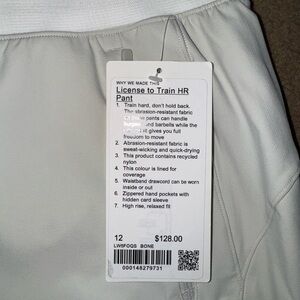 WHY WE MADE THIS
License to Train HR
Pant
1. Train hard, don't hold back.
The abrasion-resistant fabric
pants can handle
and barbells while the
it gives you full
freedom to move
2. Abrasion-resistant fabric is
sweat-wicking and quick-drying
3. This product contains recycled
nylon
4. This colour is lined for
coverage
5. Waistband drawcord can be worn
inside or out
6. Zippered hand pockets with
hidden card sleeve
7. High rise, relaxed fit
12 $128.00
LW5FOQS BONE
000148279731